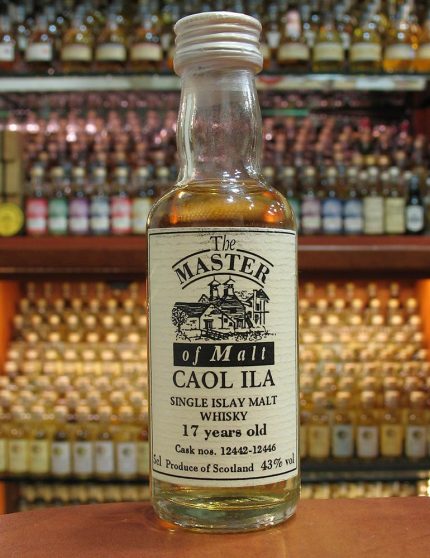 The
MASTER
of Malt
CAOL ILA
SINGLE ISLAY MALT
WHISKY
17 years old
Cask nos. 12442-12446
5cl Produce of Scotland 43% vol